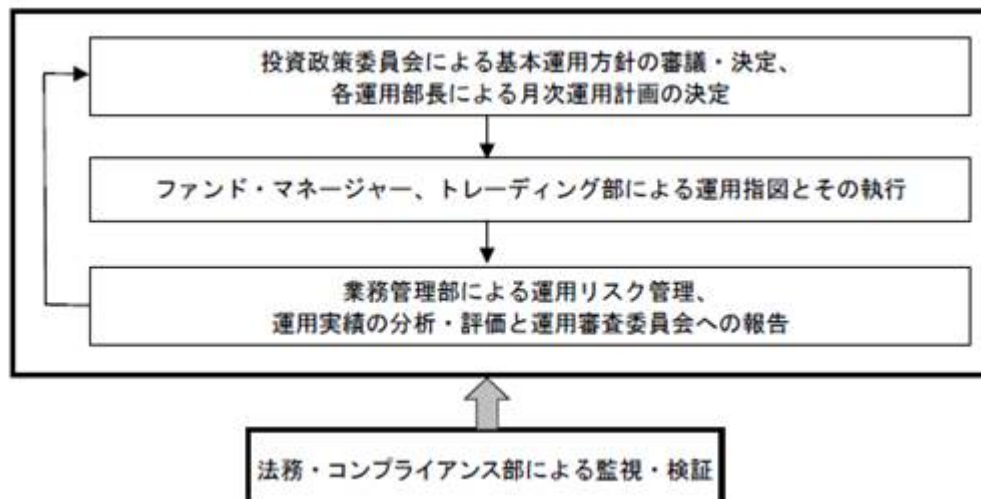 投資政策委員会による基本運用方針の審議・決定、
各運用部長による月次運用計画の決定
ファンド・マネージャー、トレーディング部による運用指図とその執行
業務管理部による運用リスク管理、
運用実績の分析・評価と運用審査委員会への報告
法務・コンプライアンス部による監視・検証